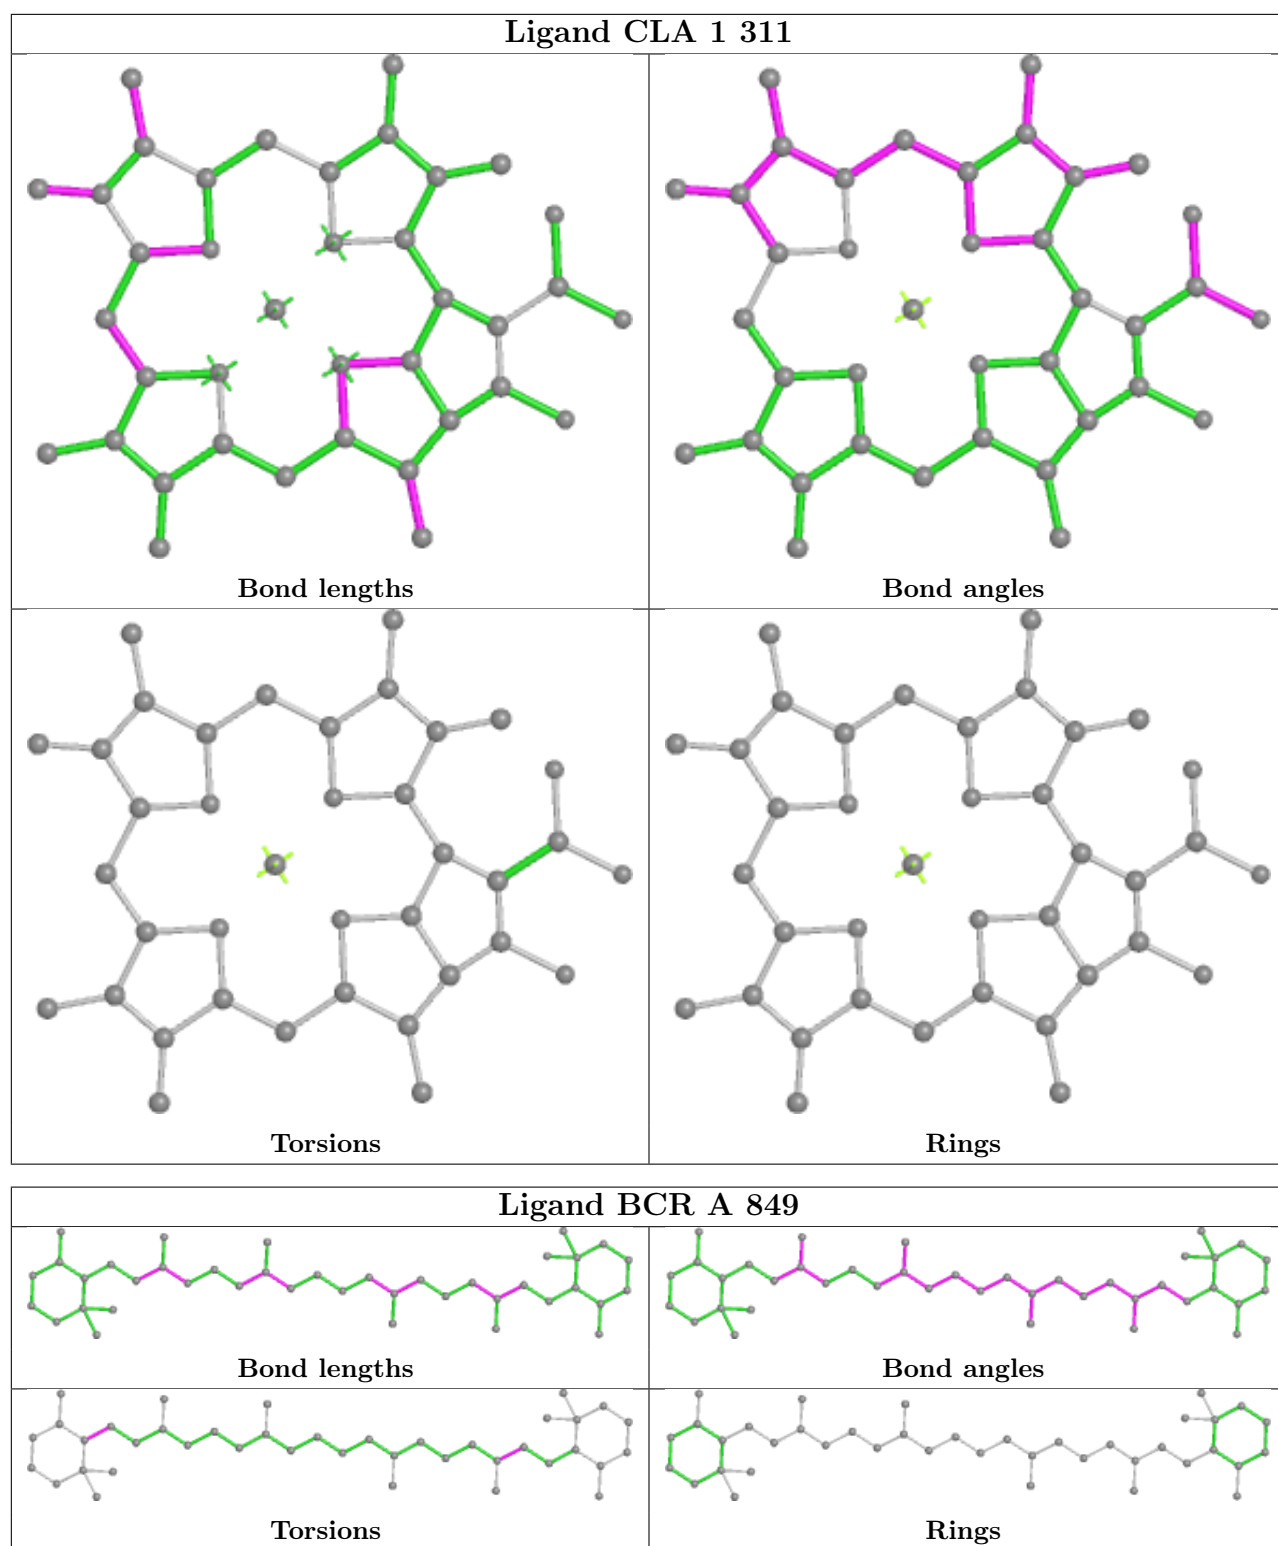 Ligand CLA 1 311
Bond lengths
Bond angles
Torsions
Rings
Ligand BCR A 849
Bond lengths
Bond angles
Torsions
Rings